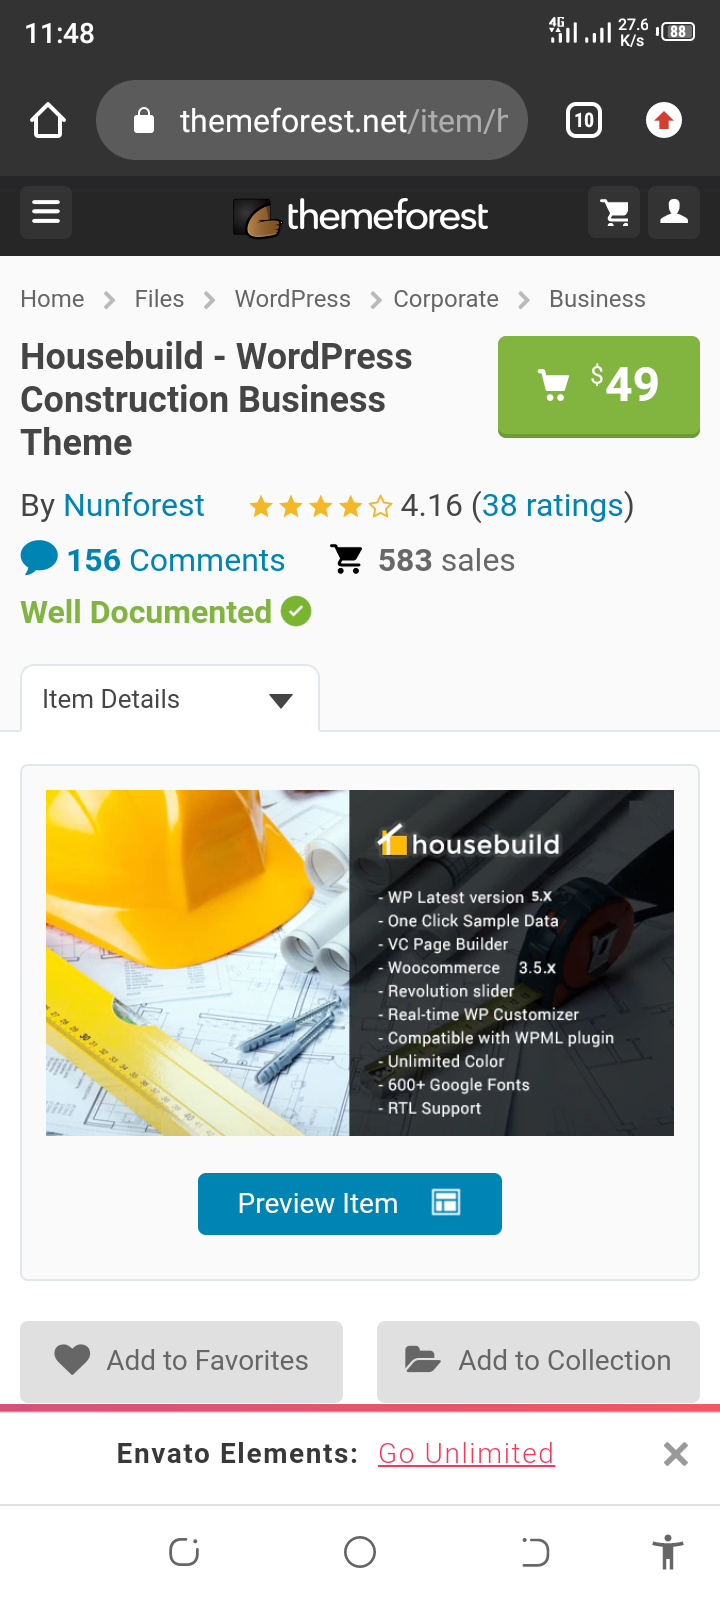 11:48
4G
27.6 K/s
88
themeforest.net/item/h
10
themeforest
Home > Files > WordPress > Corporate > Business
Housebuild - WordPress
Construction Business
Theme
$49
By Nunforest 4.16 (38 ratings)
156 Comments 583 sales
Well Documented
Item Details
housebuild
- WP Latest version 5.X
- One Click Sample Data
- VC Page Builder
- Woocommerce 3.5.x
- Revolution slider
- Real-time WP Customizer
- Compatible with WPML plugin
- Unlimited Color
- 600+ Google Fonts
- RTL Support
Preview Item
Add to Favorites
Add to Collection
Envato Elements: Go Unlimited